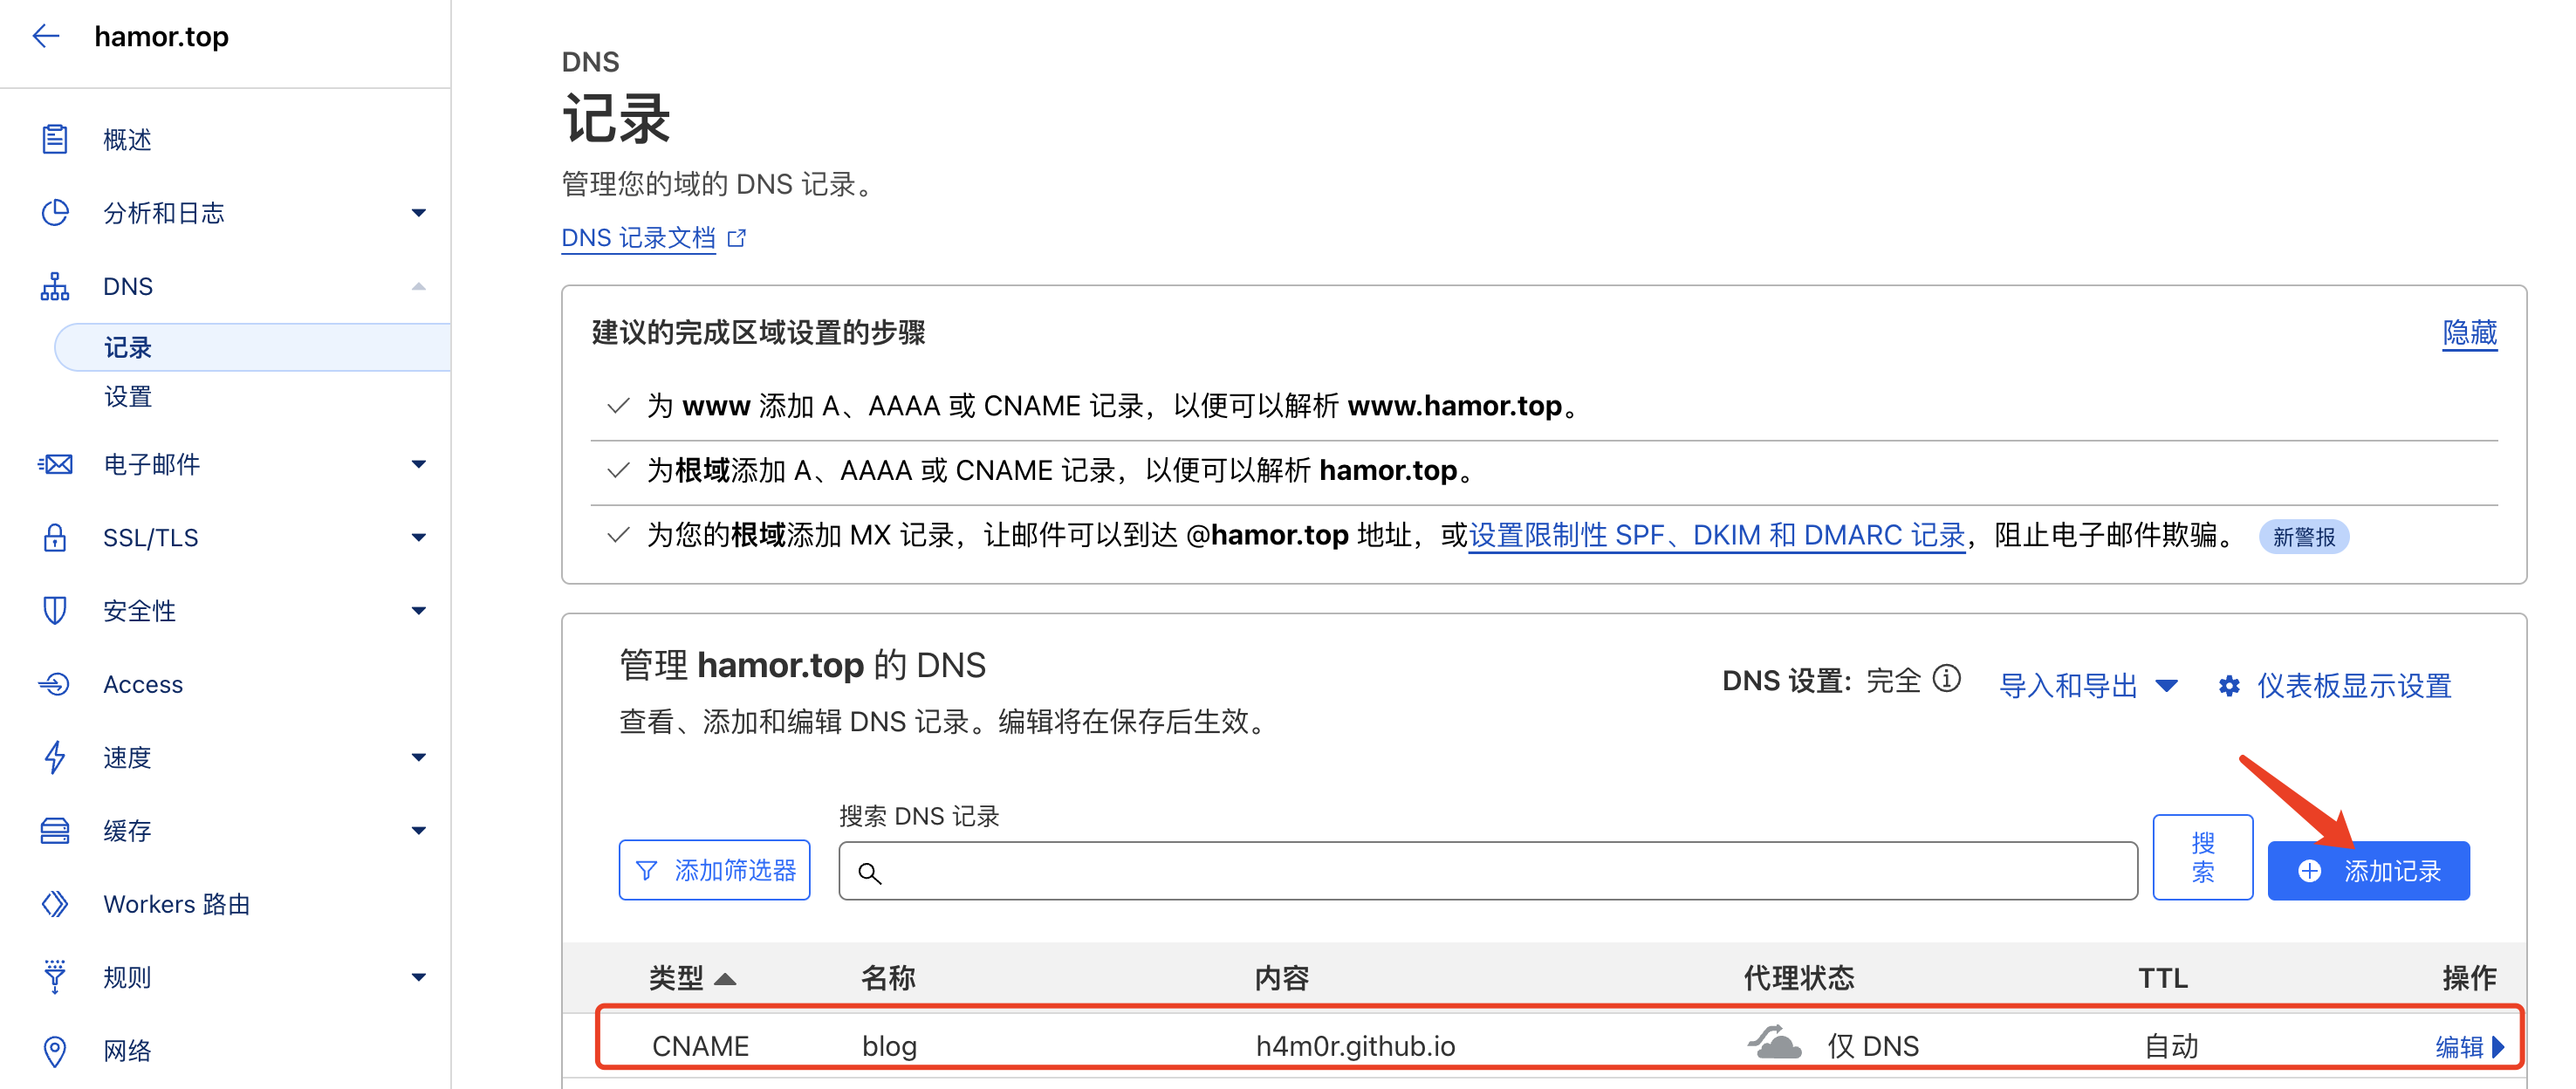 hamor.top
概述
分析和日志
DNS
记录
设置
电子邮件
SSL/TLS
安全性
Access
速度
缓存
Workers 路由
规则
网络
DNS
记录
管理您的域的 DNS 记录。
DNS 记录文档
建议的完成区域设置的步骤
隐藏
为 www 添加 A、AAAA 或 CNAME 记录，以便可以解析 www.hamor.top。
为根域添加 A、AAAA 或 CNAME 记录，以便可以解析 hamor.top。
为您的根域添加 MX 记录，让邮件可以到达 @hamor.top 地址，或设置限制性 SPF、DKIM 和 DMARC 记录，阻止电子邮件欺骗。 新警报
管理 hamor.top 的 DNS
查看、添加和编辑 DNS 记录。编辑将在保存后生效。
DNS 设置: 完全 导入和导出 仪表板显示设置
搜索 DNS 记录
添加筛选器
搜
索
添加记录
类型 名称 内容 代理状态 TTL 操作
CNAME blog h4m0r.github.io 仅 DNS 自动 编辑